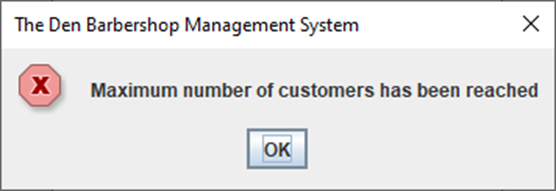 The Den Barbershop Management System
Maximum number of customers has been reached
OK